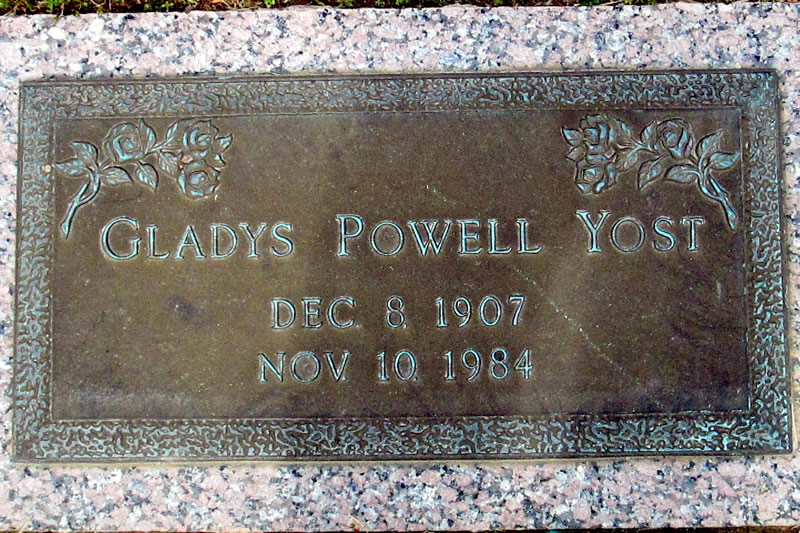 GLADYS POWELL YOST
DEC. 8, 1907
NOV. 10, 1984